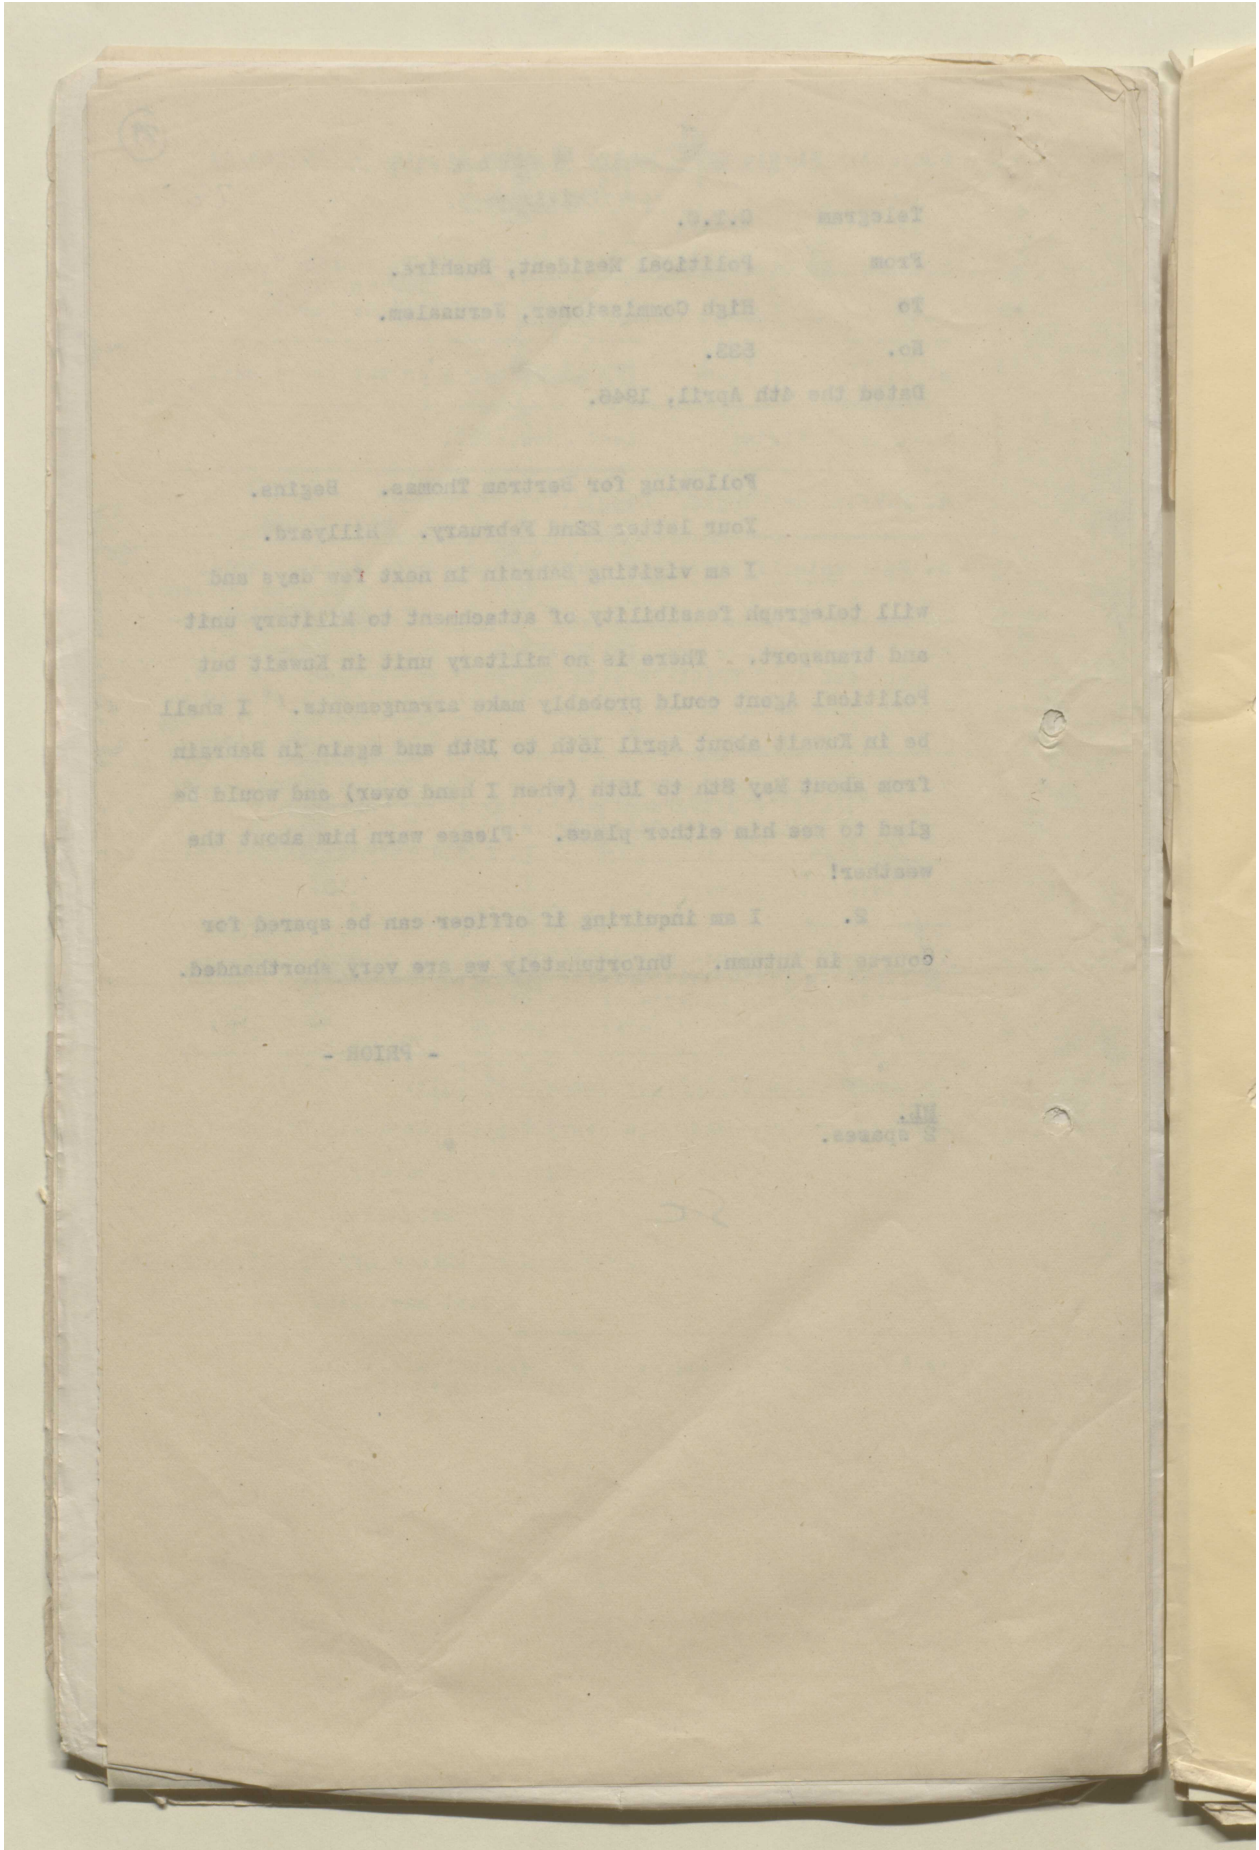 Telegram Q.I.C.
From Political Resident, Bushire.
To High Commissioner, Jerusalem.
No. 533.
Dated the 4th April, 1946.
Following for Bertram Thomas. Begins.
Your letter 22nd February. Hillyard.
I am visiting Bahrain in next few days and
will telegraph feasibility of attachment to Military unit
and transport. There is no military unit in Kuwait but
Political Agent could probably make arrangements. I shall
be in Kuwait about April 16th to 18th and again in Bahrain
from about May 8th to 16th (when I hand over) and would be
glad to see him either place. Please warn him about the
weather!
2. I am inquiring if officer can be spared for
Course in Autumn. Unfortunately we are very shorthanded.
- PRIOR -
ML.
2 spares.